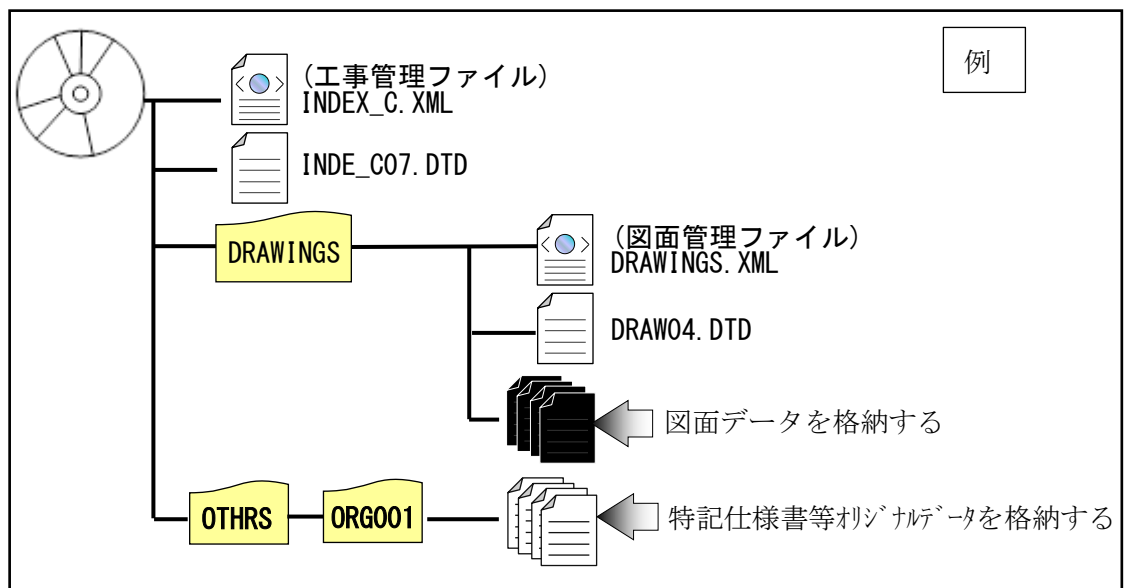 例
(工事管理ファイル)
INDEX_C.XML
INDE_C07.DTD
DRAWINGS
(図面管理ファイル)
DRAWINGS.XML
DRAW04.DTD
図面データを格納する
OTHRS
ORG001
特記仕様書等ｵﾘｼﾞﾅﾙﾃﾞｰﾀを格納する